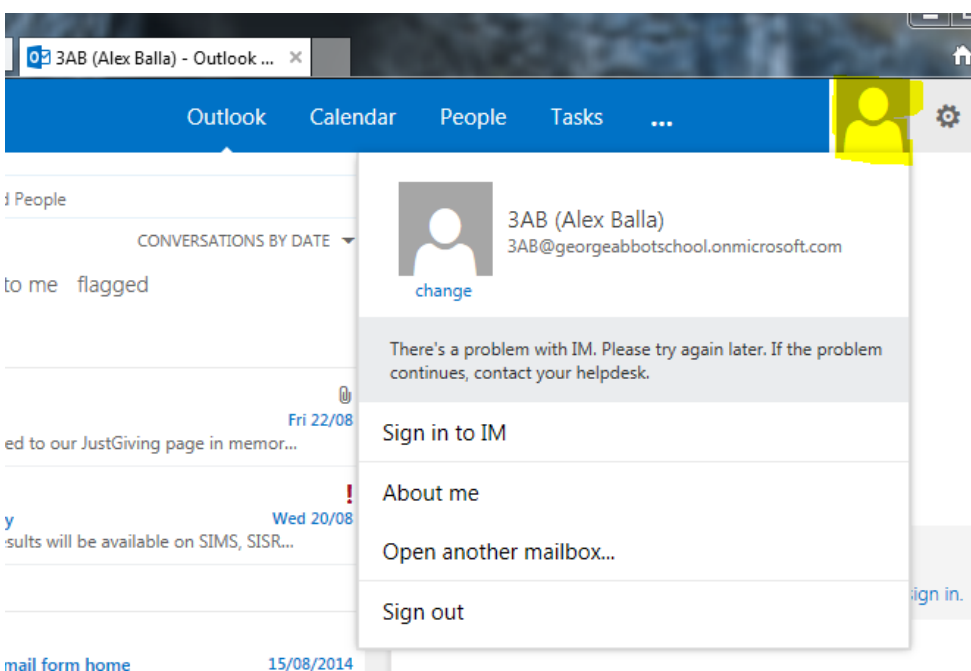 3AB (Alex Balla) - Outlook ... ×
Outlook Calendar People Tasks ...
d People
CONVERSATIONS BY DATE
to me flagged
Fri 22/08
ed to our JustGiving page in memor...
!
y Wed 20/08
sults will be available on SIMS, SISR...
mail form home 15/08/2014
3AB (Alex Balla)
3AB@georgeabbotschool.onmicrosoft.com
change
There's a problem with IM. Please try again later. If the problem
continues, contact your helpdesk.
Sign in to IM
About me
Open another mailbox...
Sign out
sign in.